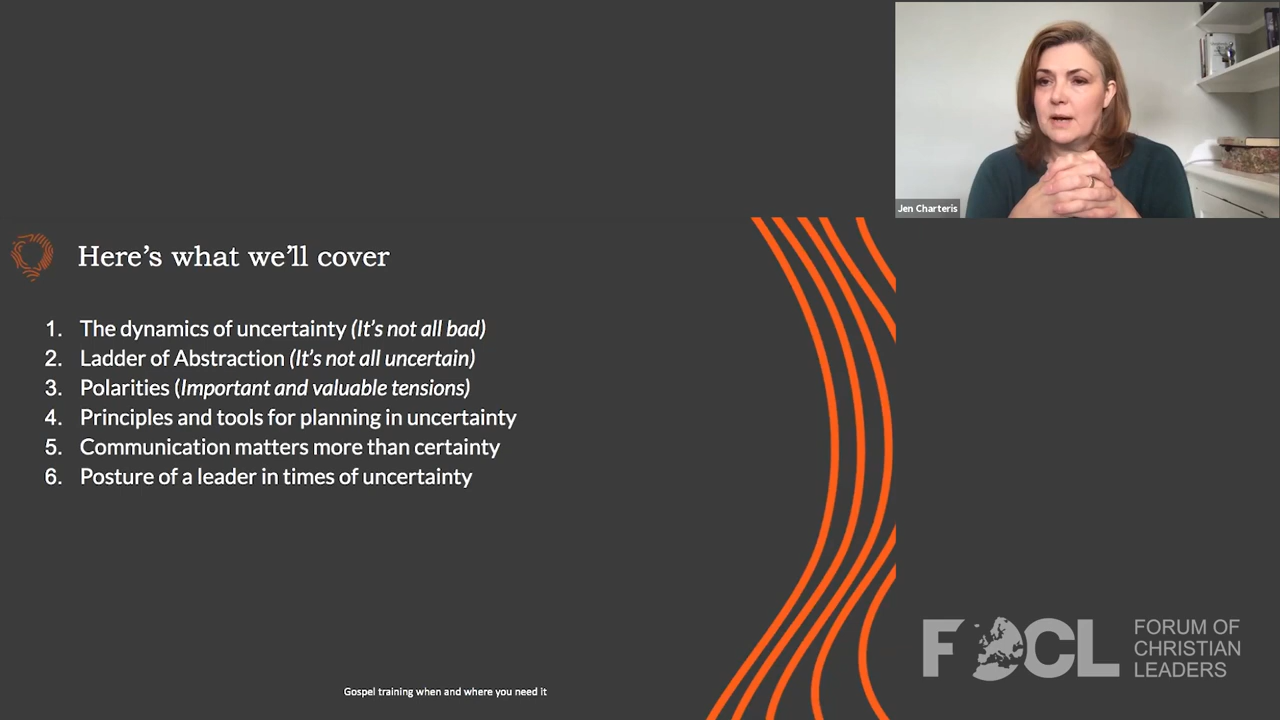 Jen Charteris
Here's what we'll cover
1. The dynamics of uncertainty (It's not all bad)
2. Ladder of Abstraction (It's not all uncertain)
3. Polarities (Important and valuable tensions)
4. Principles and tools for planning in uncertainty
5. Communication matters more than certainty
6. Posture of a leader in times of uncertainty
Gospel training when and where you need it
FOCL
FORUM OF
CHRISTIAN
LEADERS